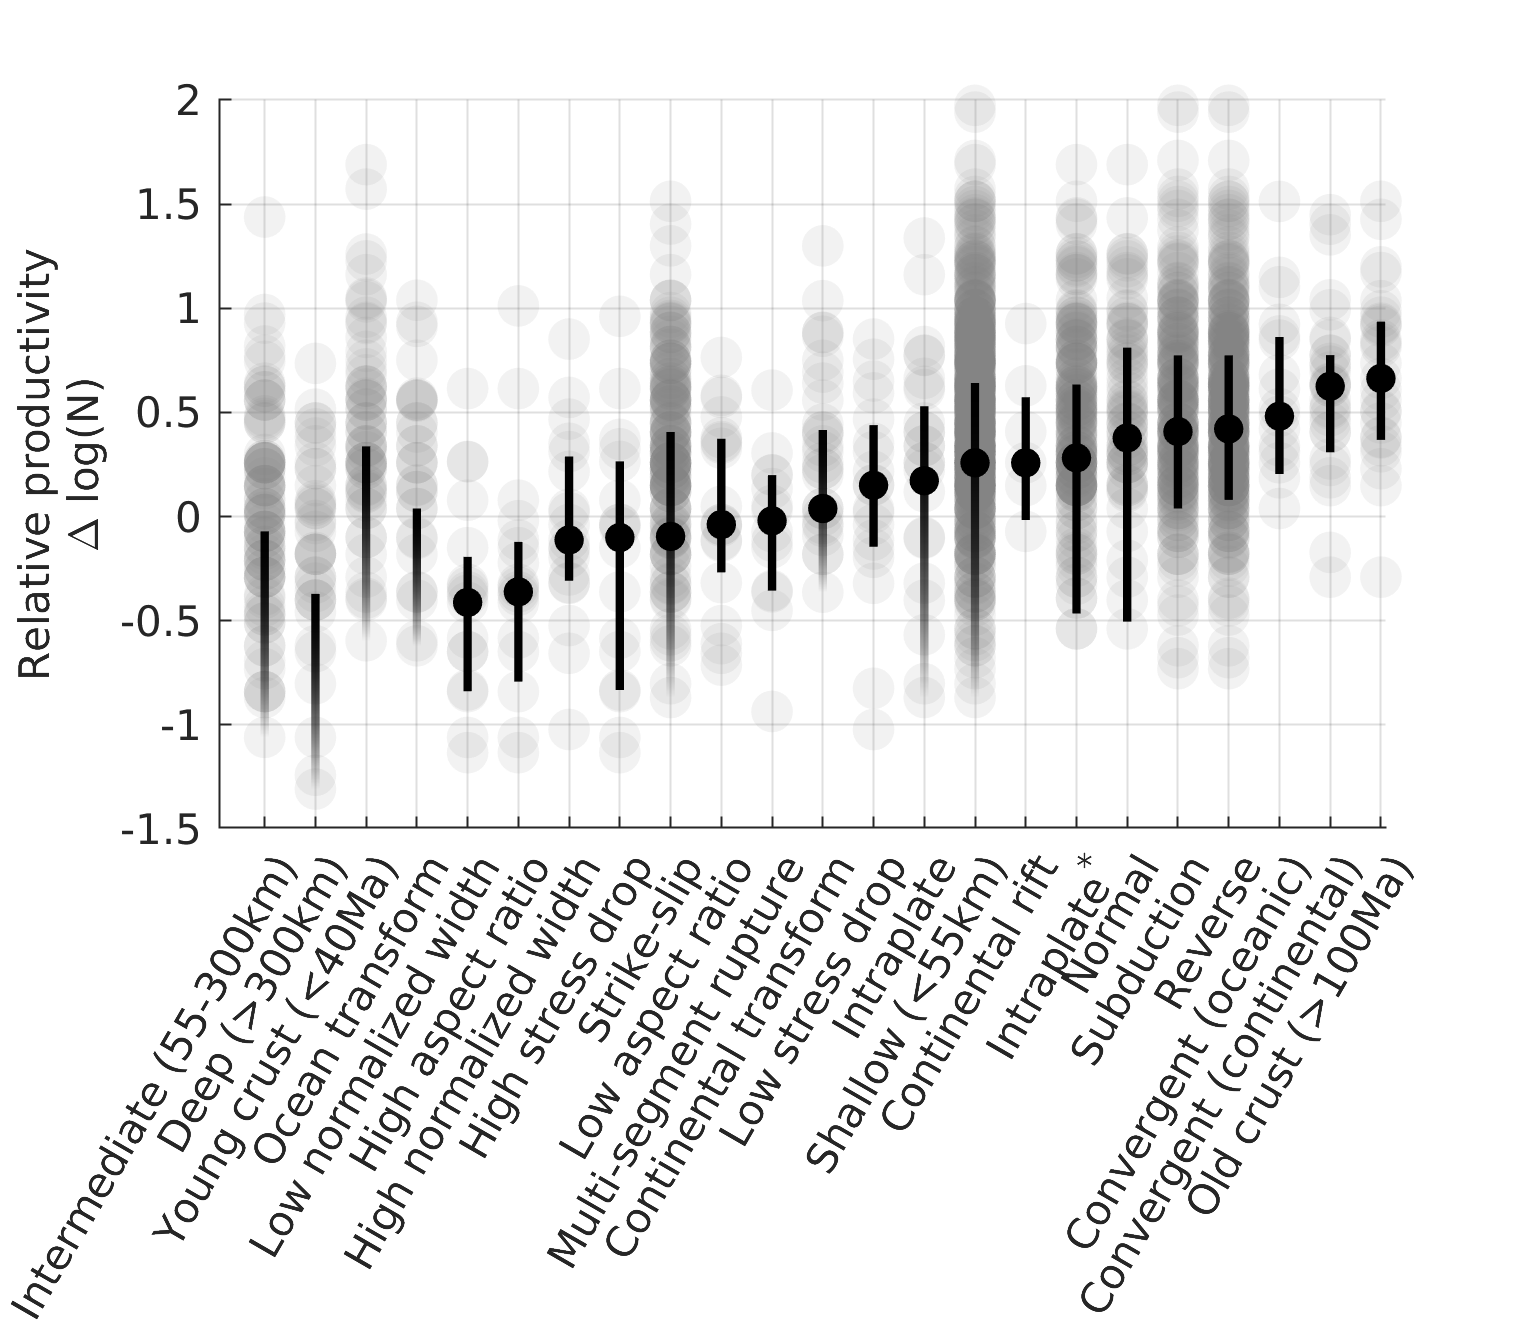 Relative productivity
Δ log(N)
2
1.5
1
0.5
0
-0.5
-1
-1.5
Intermediate (55-300km)
Deep (>300km)
Young crust (<40Ma)
Ocean transform
Low normalized width
High aspect ratio
High normalized width
High stress drop
Strike-slip
Low aspect ratio
Multi-segment rupture
Continental transform
Low stress drop
Intraplate
Shallow (<55km)
Continental rift
Intraplate*
Normal
Subduction
Reverse
Convergent (oceanic)
Convergent (continental)
Old crust (>100Ma)